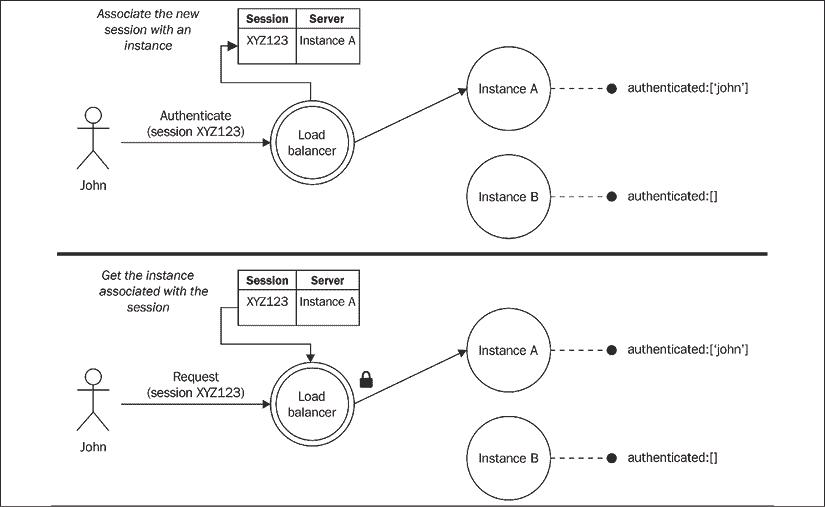 Associate the new
session with an
instance
Session Server
XYZ123 Instance A
Authenticate
(session XYZ123)
John
Load
balancer
Instance A
authenticated:['john']
Instance B
authenticated:[]
Get the instance
associated with the
session
Session Server
XYZ123 Instance A
Request
(session XYZ123)
John
Load
balancer
Instance A
authenticated:['john']
Instance B
authenticated:[]